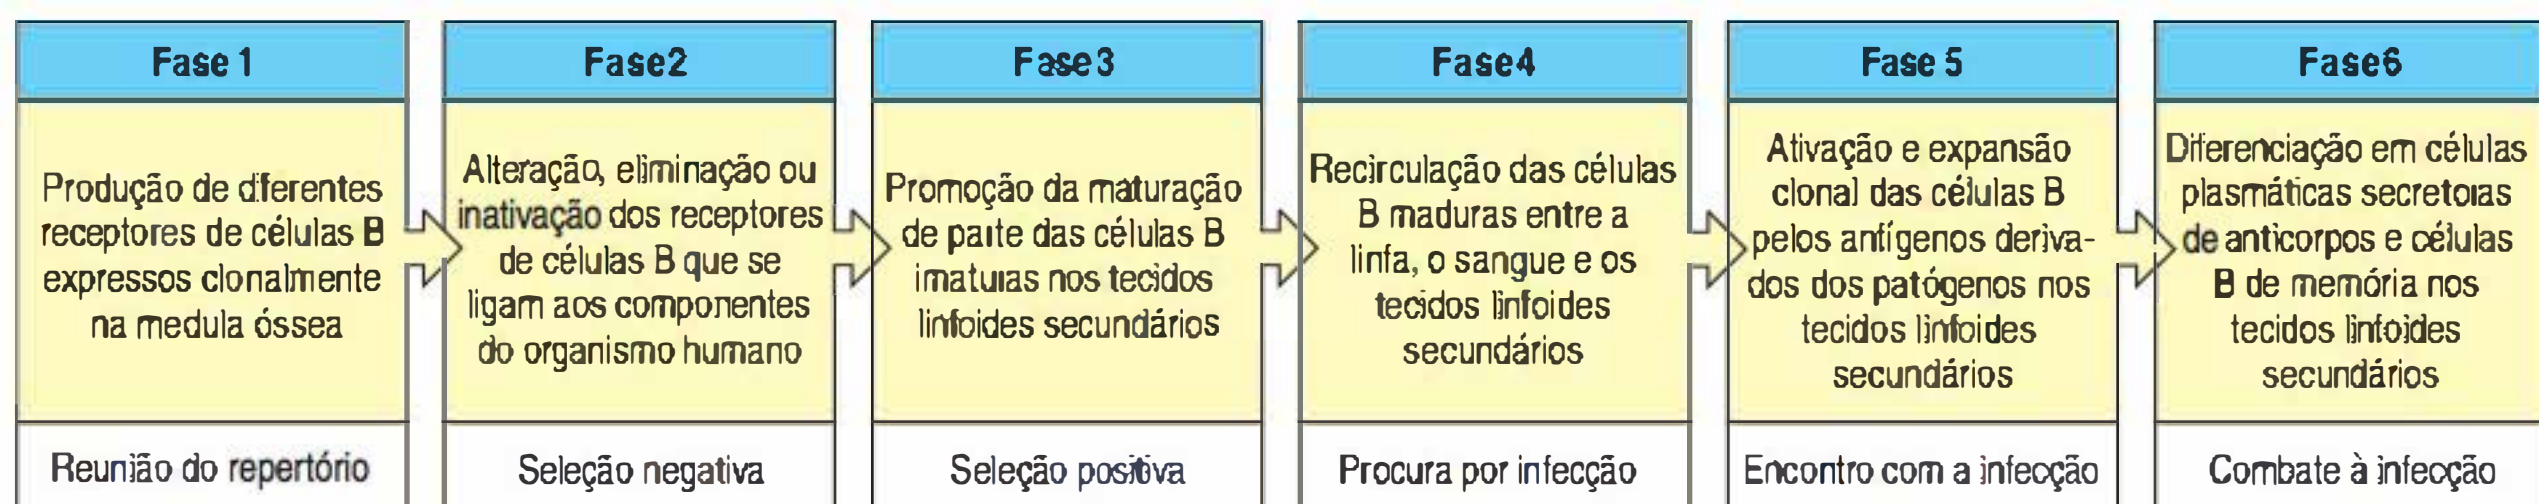 Fase 1
Produção de diferentes
receptores de células B
expressos clonalmente
na medula óssea
Reunião do repertório
Fase2
Alteração, eliminação ou
inativação dos receptores
de células B que se
ligam aos componentes
do organismo humano
Seleção negativa
Fase3
Promoção da maturação
de parte das células B
imaturas nos tecidos
linfoides secundários
Seleção positiva
Fase4
Recirculação das células
B maduras entre a
linfa, o sangue e os
tecidos linfoides
secundários
Procura por infecção
Fase 5
Ativação e expansão
clonal das células B
pelos antígenos deriva-
dos dos patógenos nos
tecidos linfoides
secundários
Encontro com a infecção
Fase6
Diferenciação em células
plasmáticas secretoras
de anticorpos e células
B de memória nos
tecidos linfoides
secundários
Combate à infecção